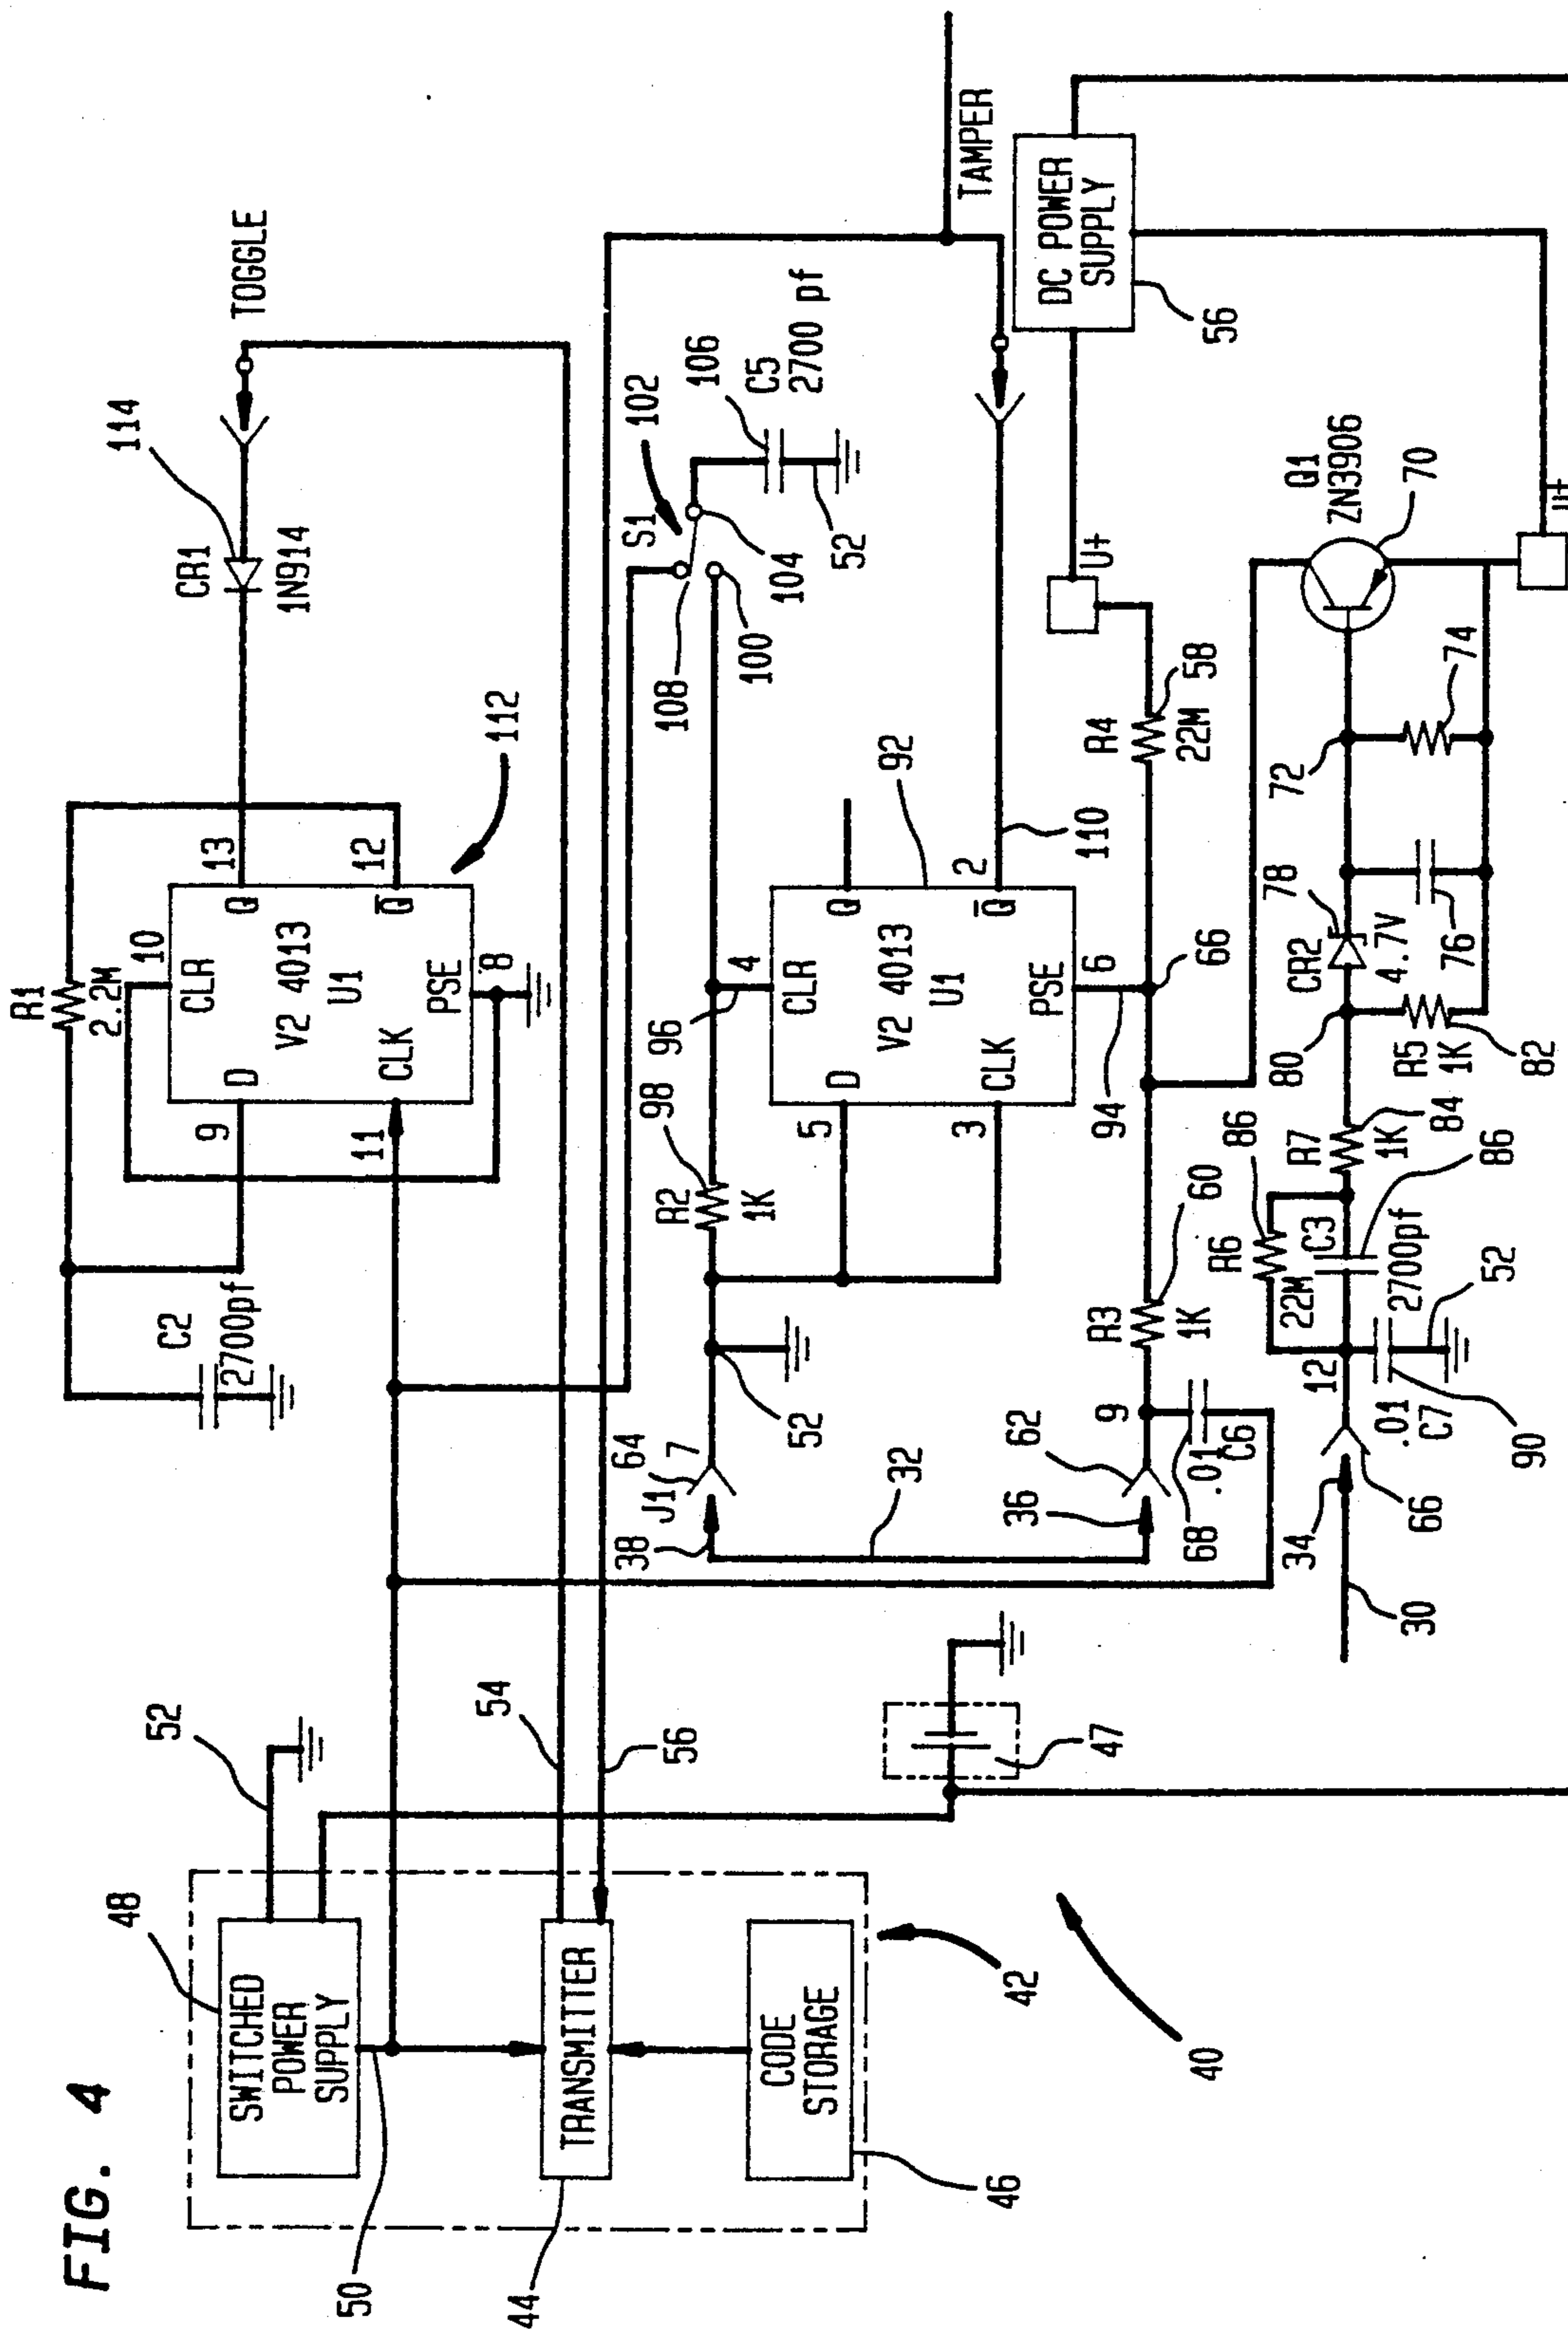 FIG. 4
48
SWITCHED
POWER
SUPPLY
50
52
TRANSMITTER
44
54
56
CODE
STORAGE
46
42
40
47
R1
2.2M
C2
2700pf
9
D
10
CLR
V2 4013
U1
CLK
11
PSE
8
Q
13
Q
12
112
CR1
1N914
114
TOGGLE
J1
64
7
38
52
R2
1K
98
96
4
CLR
5
D
V2 4013
U1
3
CLK
PSE
6
94
Q
Q
2
92
110
108
100
S1
102
104
52
106
C5
2700 pf
TAMPER
DC POWER
SUPPLY
56
32
36
62
9
68
.01
C6
R3
1K
60
66
R4
22M
58
U+
30
34
66
12
.01
C7
90
52
R6
22M
86
C3
2700pf
86
R7
1K
84
80
R5
1K
82
CR2
4.7V
78
76
72
74
Q1
ZN3906
70
U+